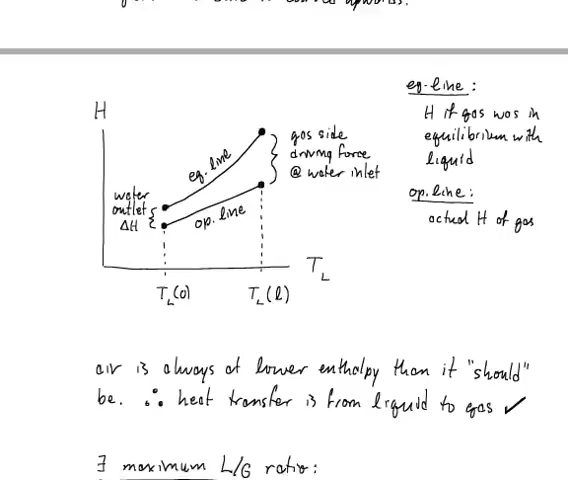 upwards.
eq-line:
H if gas was in
equilibrium with
liquid
op. line:
actual H of gas
H
eq. line
op. line
gas side
driving force
@ water inlet
water
outlet
ΔH
T_L
T_L(0)
T_L(l)
air is always at lower enthalpy than it "should"
be. ∴ heat transfer is from liquid to gas ✓
∃ maximum L/G ratio: